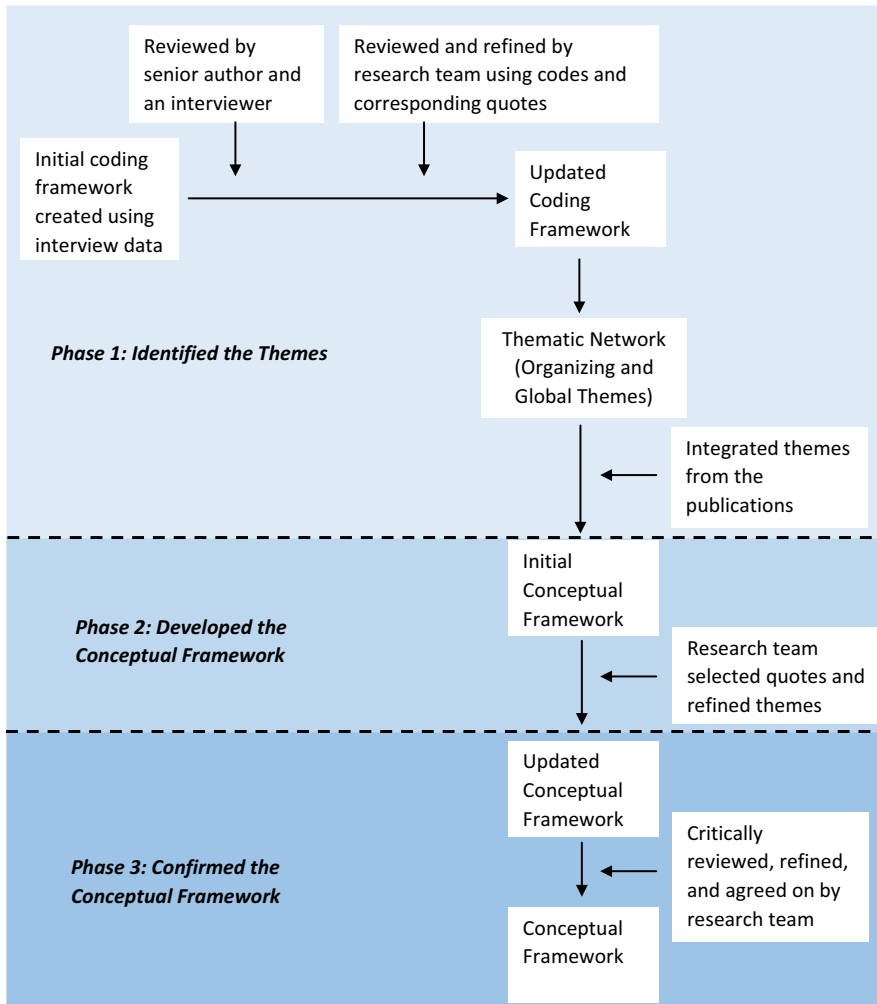 Reviewed by
senior author and
an interviewer
Reviewed and refined by
research team using codes and
corresponding quotes
Initial coding
framework
created using
interview data
Updated
Coding
Framework
Phase 1: Identified the Themes
Thematic Network
(Organizing and
Global Themes)
Integrated themes
from the
publications
Initial
Conceptual
Framework
Phase 2: Developed the
Conceptual Framework
Research team
selected quotes and
refined themes
Updated
Conceptual
Framework
Phase 3: Confirmed the
Conceptual Framework
Critically
reviewed, refined,
and agreed on by
research team
Conceptual
Framework